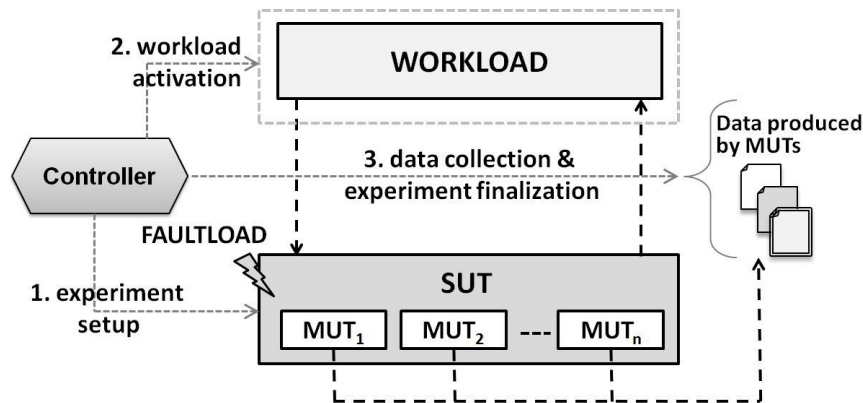 2. workload
activation
WORKLOAD
Data produced
by MUTs
Controller
3. data collection &
experiment finalization
FAULTLOAD
1. experiment
setup
SUT
MUT₁
MUT₂
---
MUTₙ